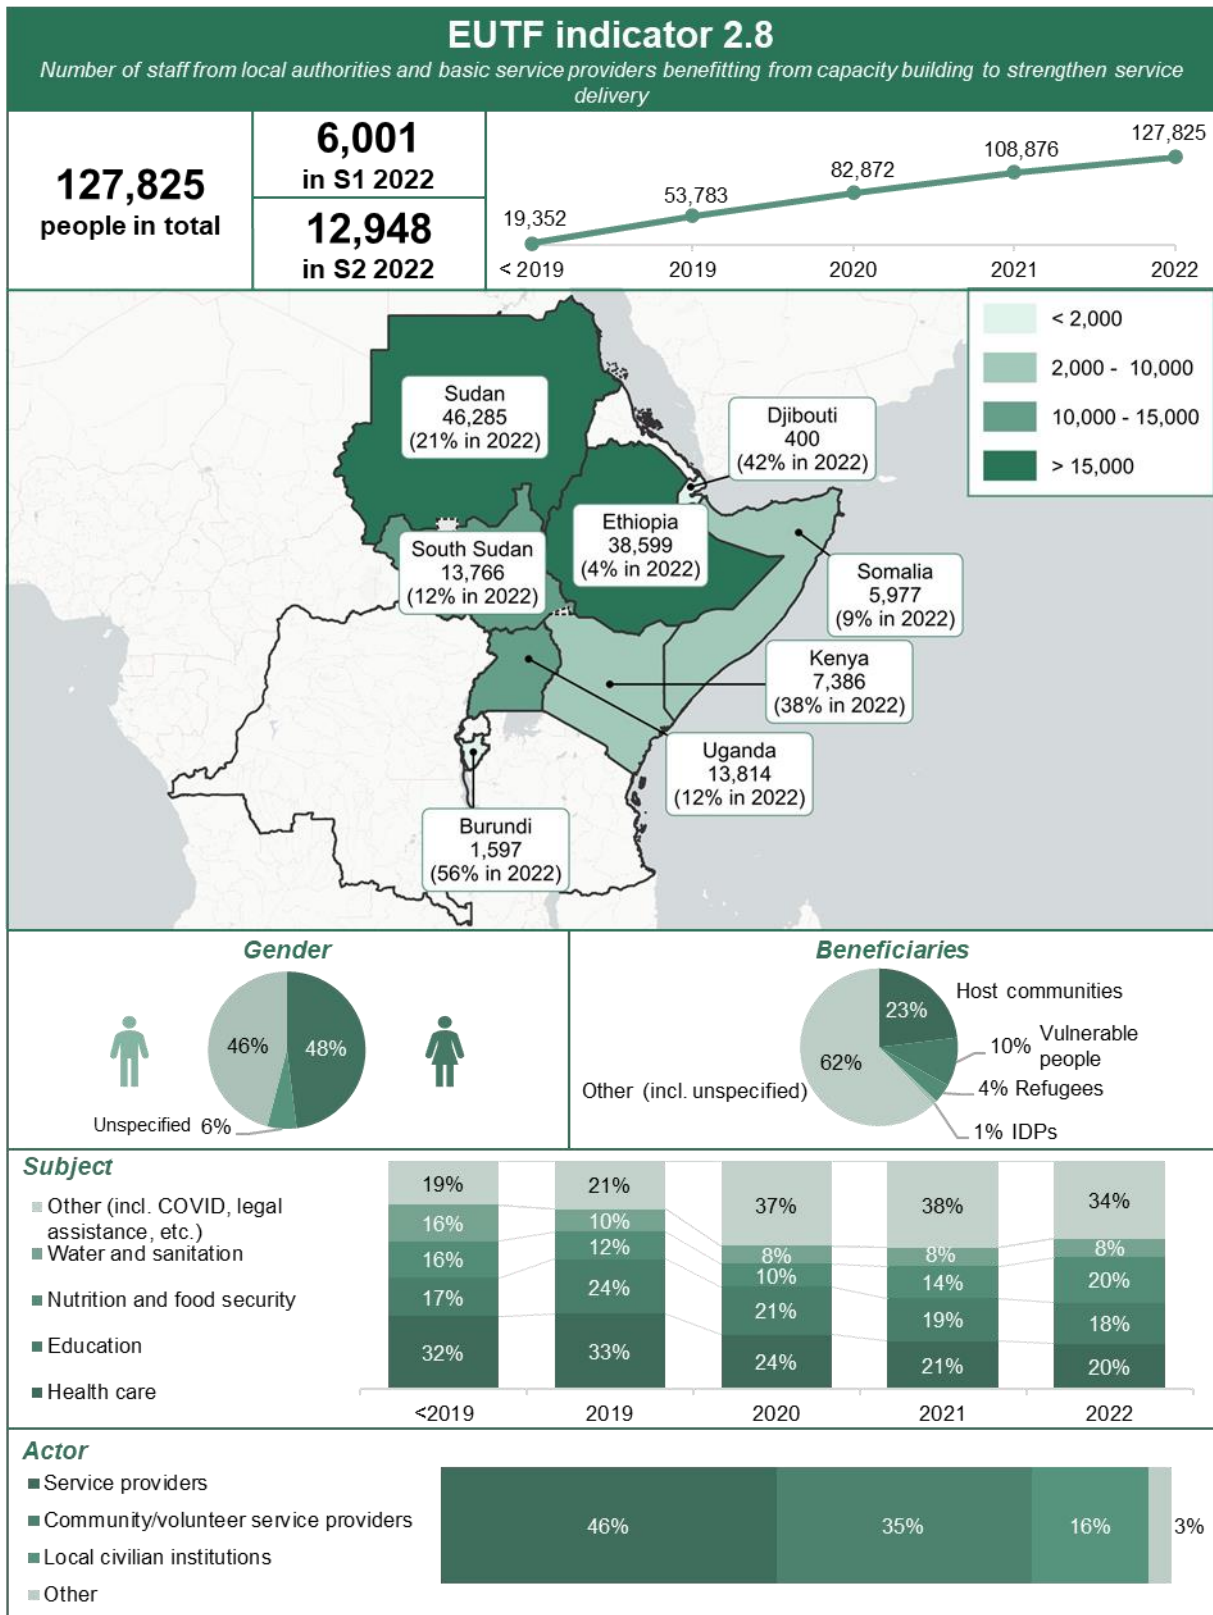 EUTF indicator 2.8
Number of staff from local authorities and basic service providers benefitting from capacity building to strengthen service
delivery
127,825
people in total
6,001
in S1 2022
12,948
in S2 2022
19,352
53,783
82,872
108,876
127,825
< 2019
2019
2020
2021
2022
< 2,000
2,000 - 10,000
10,000 - 15,000
> 15,000
Sudan
46,285
(21% in 2022)
Djibouti
400
(42% in 2022)
Ethiopia
38,599
(4% in 2022)
South Sudan
13,766
(12% in 2022)
Somalia
5,977
(9% in 2022)
Kenya
7,386
(38% in 2022)
Uganda
13,814
(12% in 2022)
Burundi
1,597
(56% in 2022)
Gender
46%
48%
Unspecified 6%
Beneficiaries
Host communities
23%
10% Vulnerable
people
62%
Other (incl. unspecified)
4% Refugees
1% IDPs
Subject
Other (incl. COVID, legal
assistance, etc.)
Water and sanitation
Nutrition and food security
Education
Health care
19%
16%
16%
17%
32%
21%
10%
12%
24%
33%
37%
8%
10%
21%
24%
38%
8%
14%
19%
21%
34%
8%
20%
18%
20%
<2019
2019
2020
2021
2022
Actor
Service providers
Community/volunteer service providers
Local civilian institutions
Other
46%
35%
16%
3%